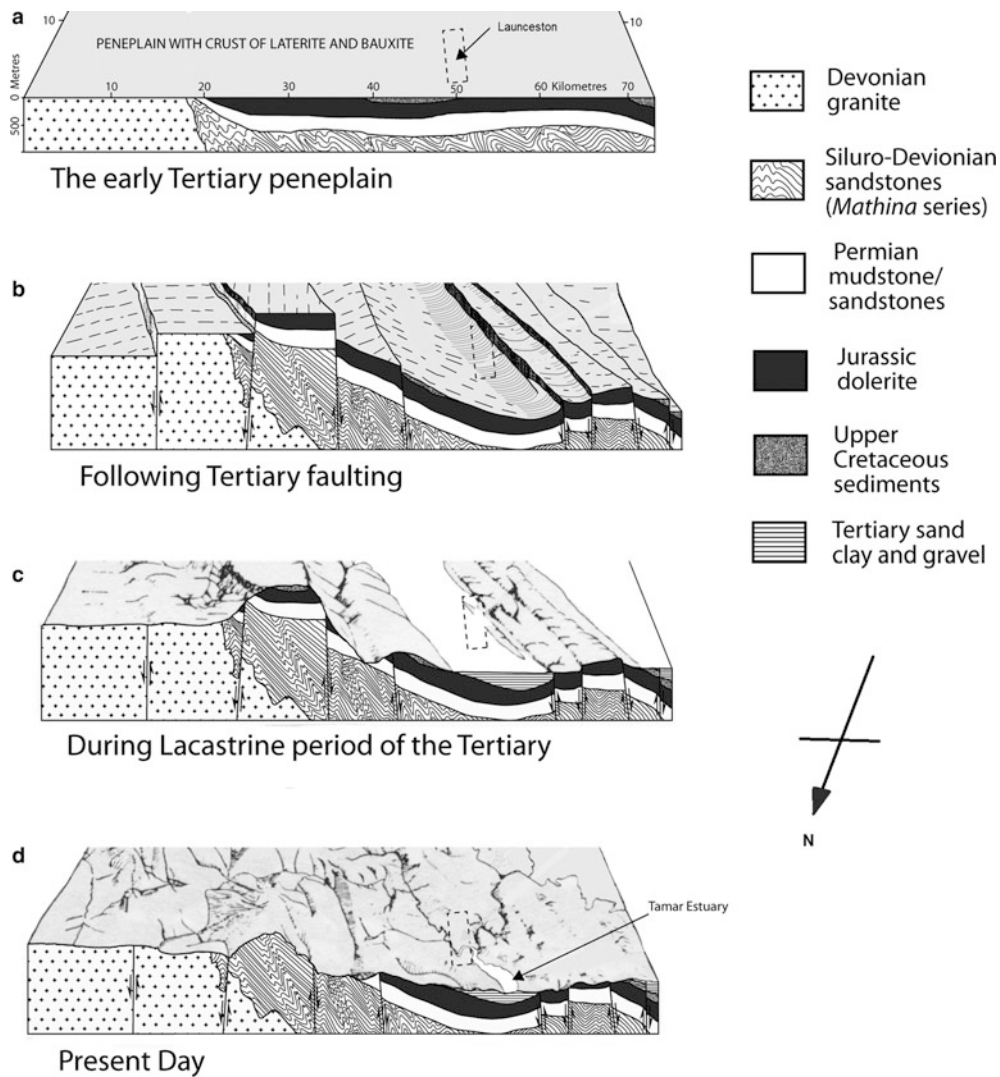 a
10
10
Launceston
PENEPLAIN WITH CRUST OF LATERITE AND BAUXITE
0 Metres
500
10
20
30
40
50
60
Kilometres
70
The early Tertiary peneplain
b
Following Tertiary faulting
c
During Lacastrine period of the Tertiary
d
Tamar Estuary
Present Day
Devonian
granite
Siluro-Devionian
sandstones
(Mathina series)
Permian
mudstone/
sandstones
Jurassic
dolerite
Upper
Cretaceous
sediments
Tertiary sand
clay and gravel
N